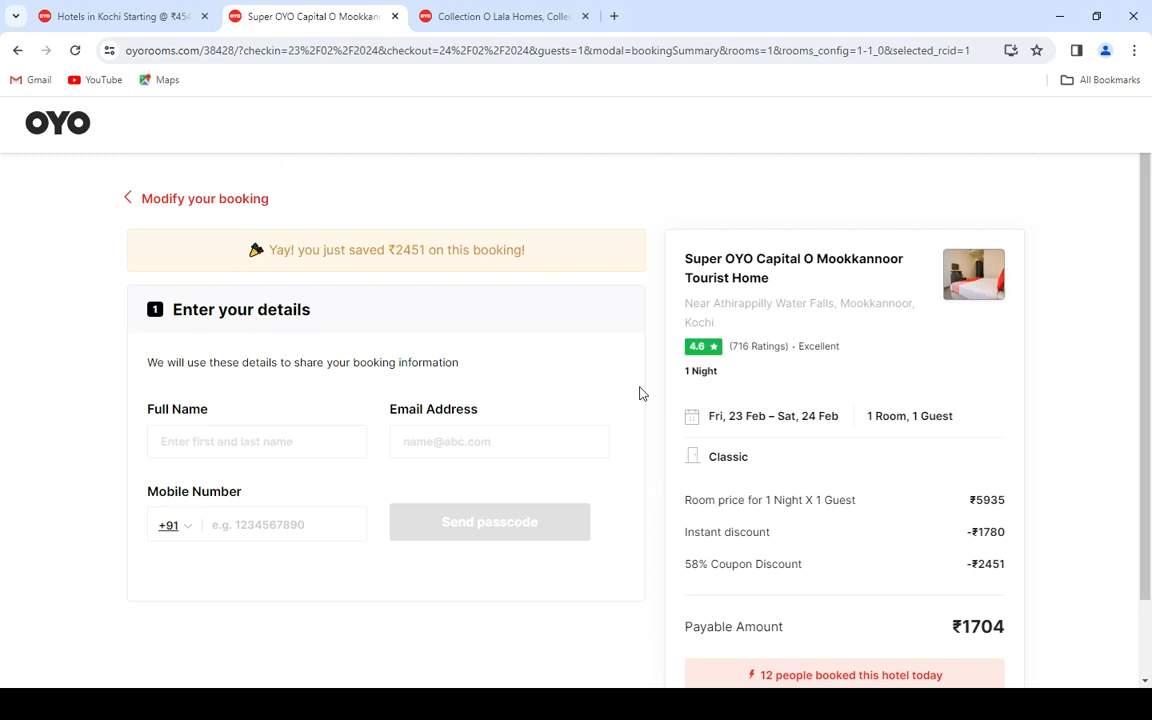 Hotels in Kochi Starting @ ₹454
Super OYO Capital O Mookkan
Collection O Lala Homes, Colle
oyorooms.com/38428/?checkin=23%2F02%2F2024&checkout=24%2F02%2F2024&guests=1&modal=bookingSummary&rooms=1&rooms_config=1-1_0&selected_rcid=1
Gmail
YouTube
Maps
All Bookmarks
OYO
Modify your booking
Yay! you just saved ₹2451 on this booking!
1 Enter your details
We will use these details to share your booking information
Full Name
Email Address
Enter first and last name
name@abc.com
Mobile Number
+91
e.g. 1234567890
Send passcode
Super OYO Capital O Mookkannoor
Tourist Home
Near Athirappilly Water Falls, Mookkannoor,
Kochi
4.6 ★ (716 Ratings) · Excellent
1 Night
Fri, 23 Feb – Sat, 24 Feb
1 Room, 1 Guest
Classic
Room price for 1 Night X 1 Guest ₹5935
Instant discount -₹1780
58% Coupon Discount -₹2451
Payable Amount ₹1704
12 people booked this hotel today